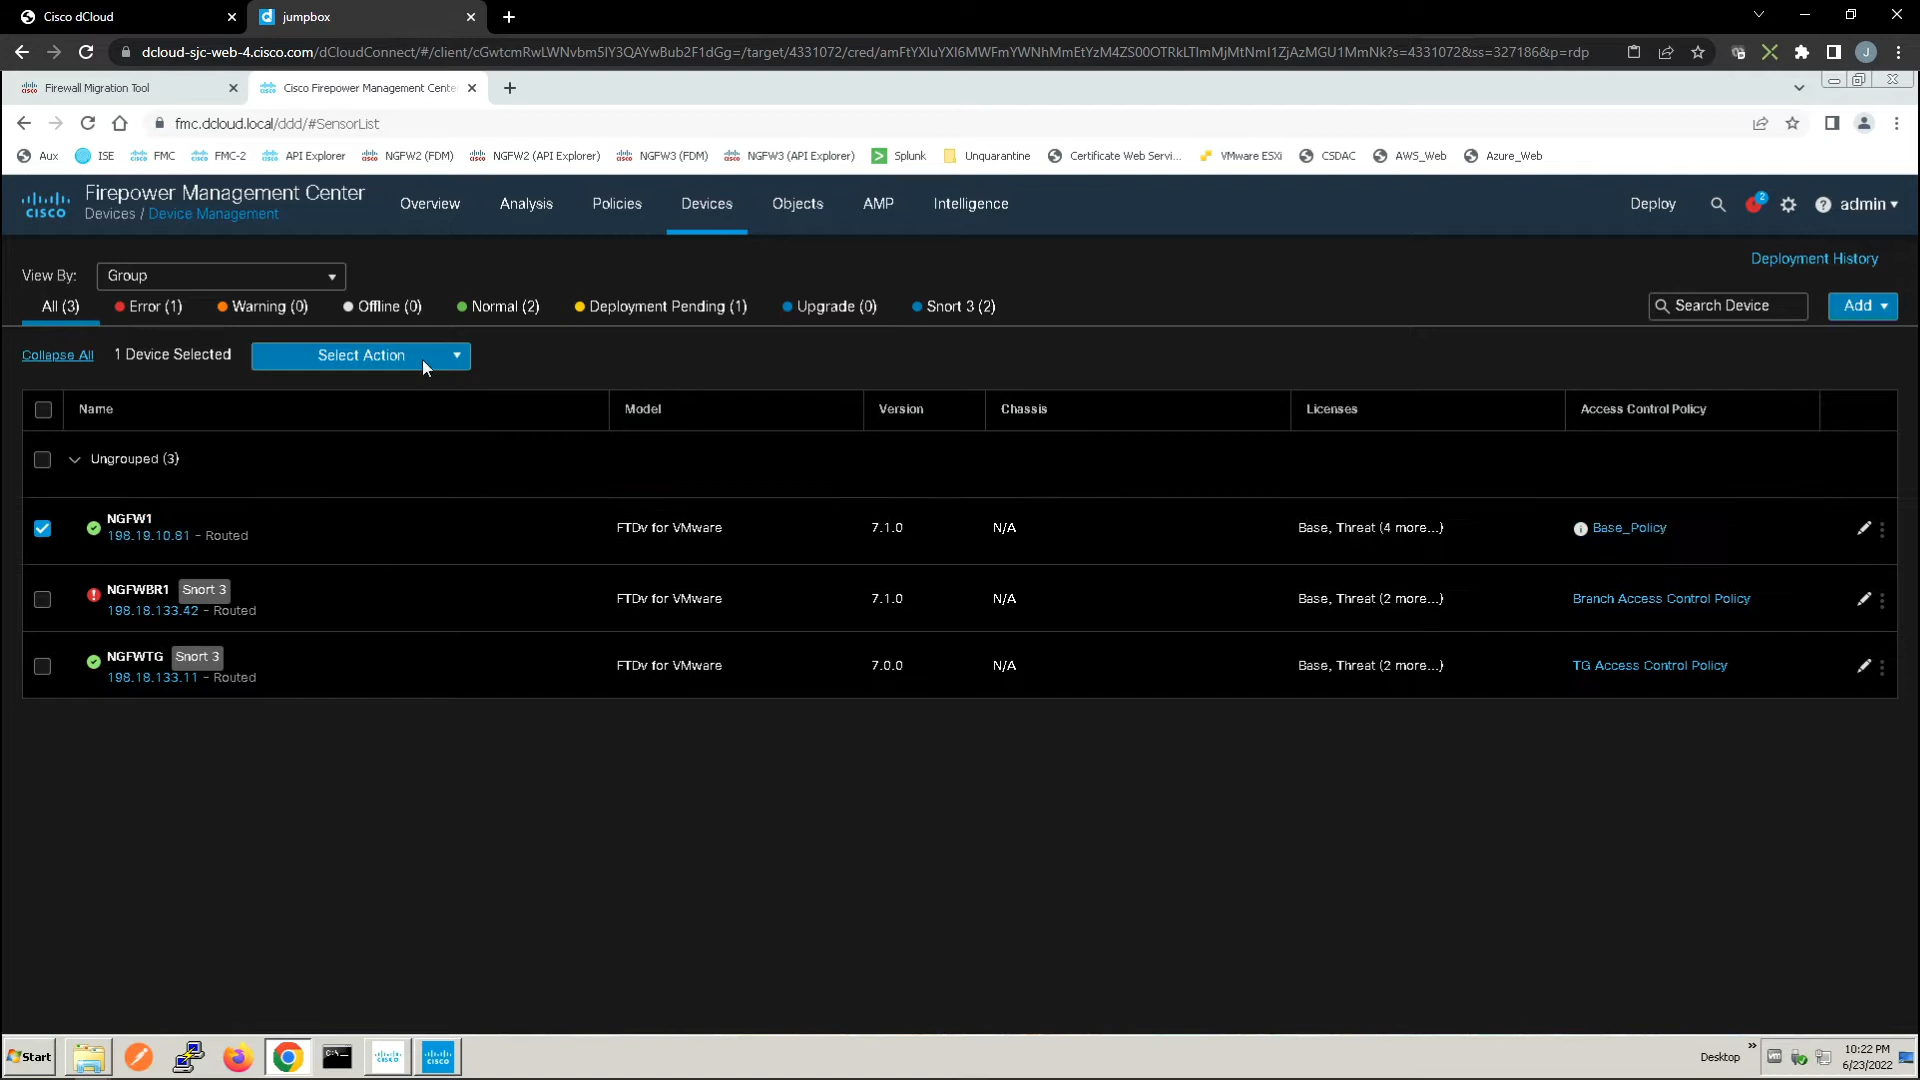 Cisco dCloud
jumpbox
dcloud-sjc-web-4.cisco.com/dCloudConnect/#/client/
J
Firewall Migration Tool
Cisco Firepower Management Cente
fmc.dcloud.local/ddd/#SensorList
Aux
ISE
FMC
FMC-2
API Explorer
NGFW2 (FDM)
NGFW2 (API Explorer)
NGFW3 (FDM)
NGFW3 (API Explorer)
Splunk
Unquarantine
Certificate Web Servi...
VMware ESXi
CSDAC
AWS_Web
Azure_Web
CISCO
Firepower Management Center
Devices / Device Management
Overview
Analysis
Policies
Devices
Objects
AMP
Intelligence
Deploy
2
admin
Deployment History
View By:
Group
All (3)
Error (1)
Warning (0)
Offline (0)
Normal (2)
Deployment Pending (1)
Upgrade (0)
Snort 3 (2)
Search Device
Add
Collapse All
1 Device Selected
Select Action
Name
Model
Version
Chassis
Licenses
Access Control Policy
Ungrouped (3)
NGFW1
198.19.10.81 - Routed
FTDv for VMware
7.1.0
N/A
Base, Threat (4 more...)
Base_Policy
NGFWBR1 Snort 3
198.18.133.42 - Routed
FTDv for VMware
7.1.0
N/A
Base, Threat (2 more...)
Branch Access Control Policy
NGFWTG Snort 3
198.18.133.11 - Routed
FTDv for VMware
7.0.0
N/A
Base, Threat (2 more...)
TG Access Control Policy
Start
Desktop
10:22 PM
6/23/2022